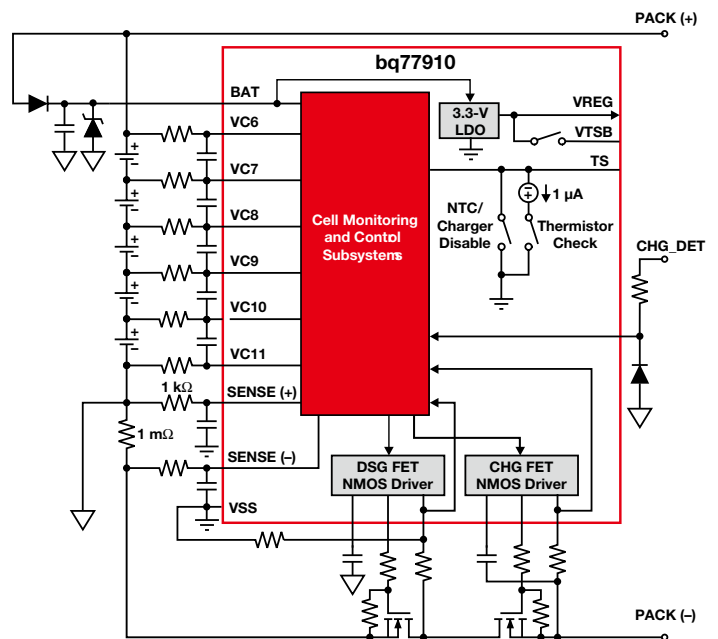 PACK (+)
bq77910
BAT
VREG
3.3-V
LDO
VTSB
VC6
TS
VC7
1 µA
NTC/
Charger
Disable
Thermistor
Check
VC8
Cell Monitoring
and Control
Subsystems
CHG_DET
VC9
VC10
VC11
1 kΩ
SENSE (+)
1 mΩ
SENSE (–)
DSG FET
NMOS Driver
CHG FET
NMOS Driver
VSS
PACK (–)